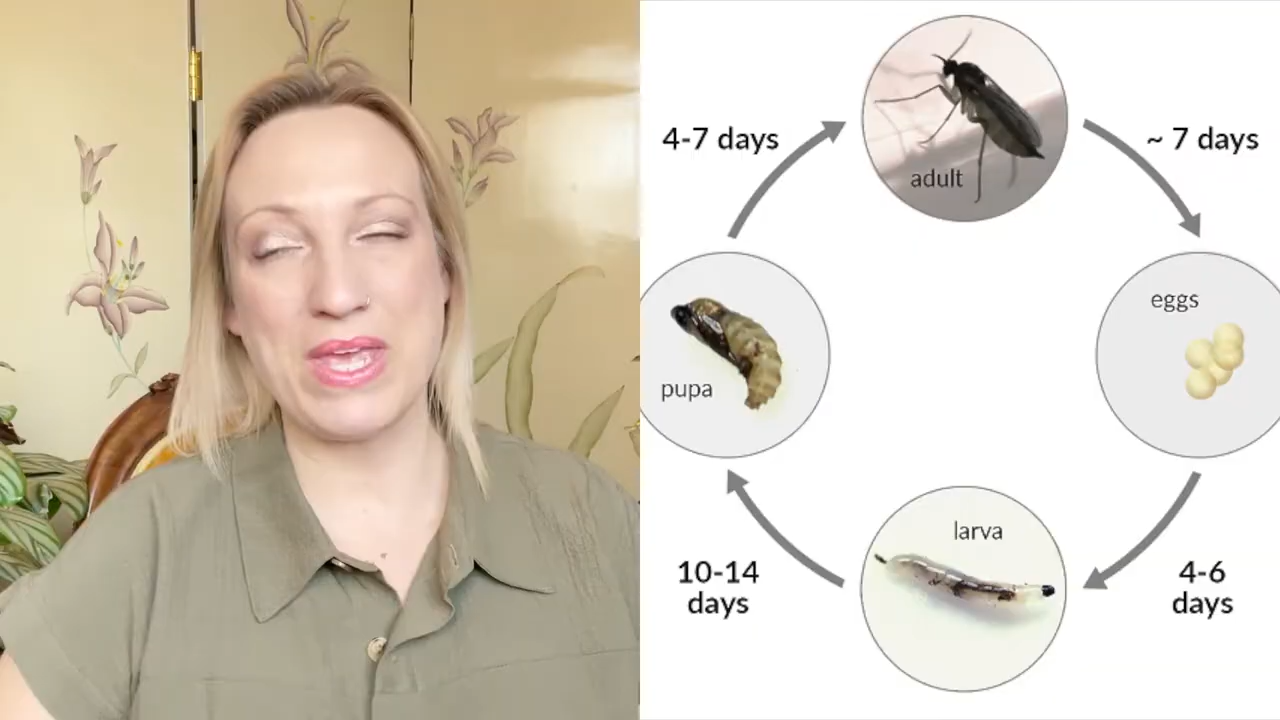 adult
4-7 days
~ 7 days
eggs
pupa
larva
10-14
days
4-6
days